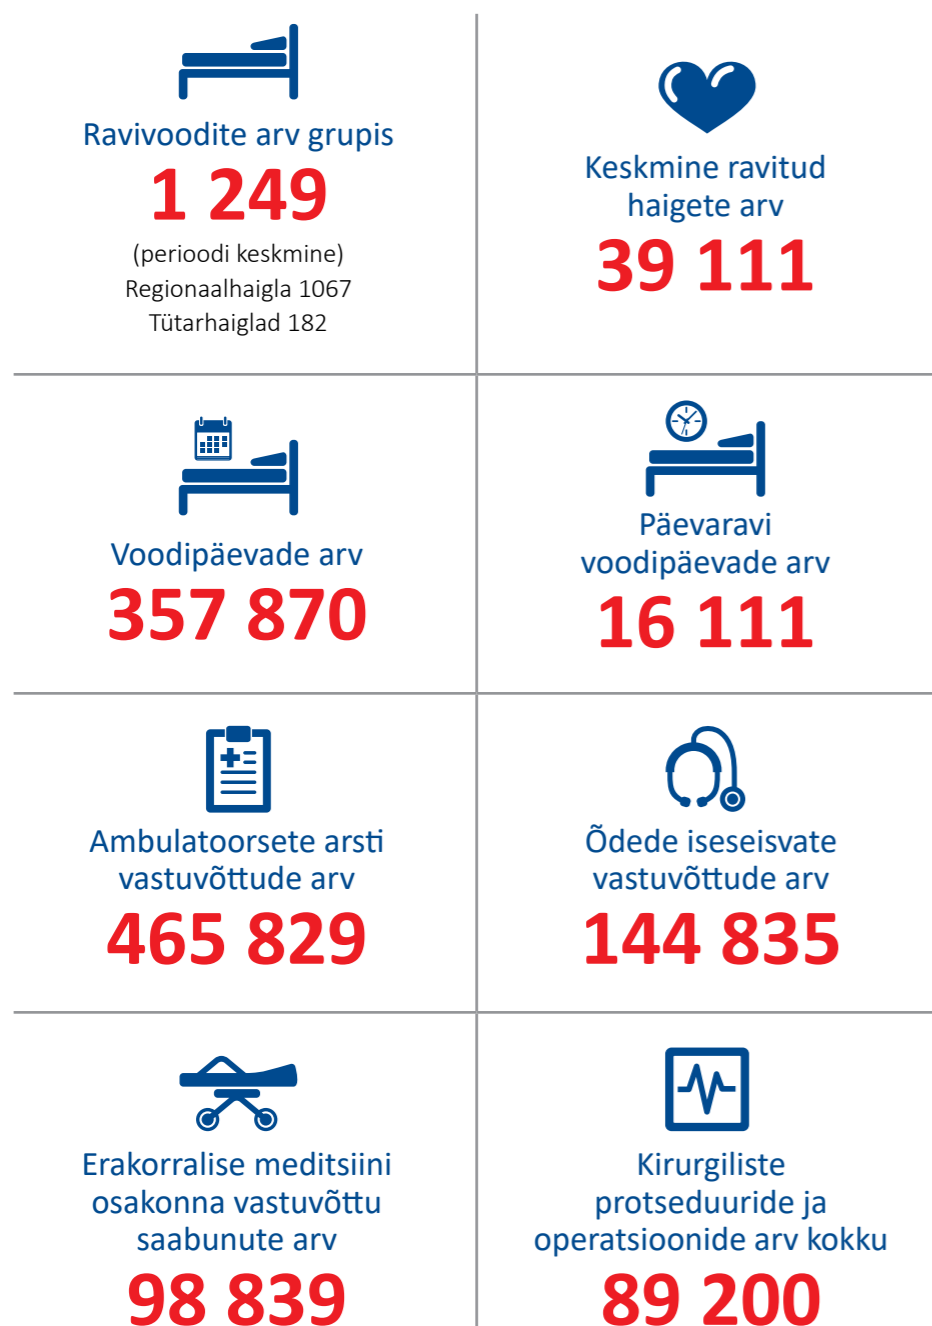 Ravivoodite arv grupis
1 249
(perioodi keskmine)
Regionaalhaigla 1067
Tütarhaiglad 182
Keskmine ravitud
haigete arv
39 111
Voodipäevade arv
357 870
Päevaravi
voodipäevade arv
16 111
Ambulatoorsete arsti
vastuvõttude arv
465 829
Õdede iseseisvate
vastuvõttude arv
144 835
Erakorralise meditsiini
osakonna vastuvõttu
saabunute arv
98 839
Kirurgiliste
protseduuride ja
operatsioonide arv kokku
89 200